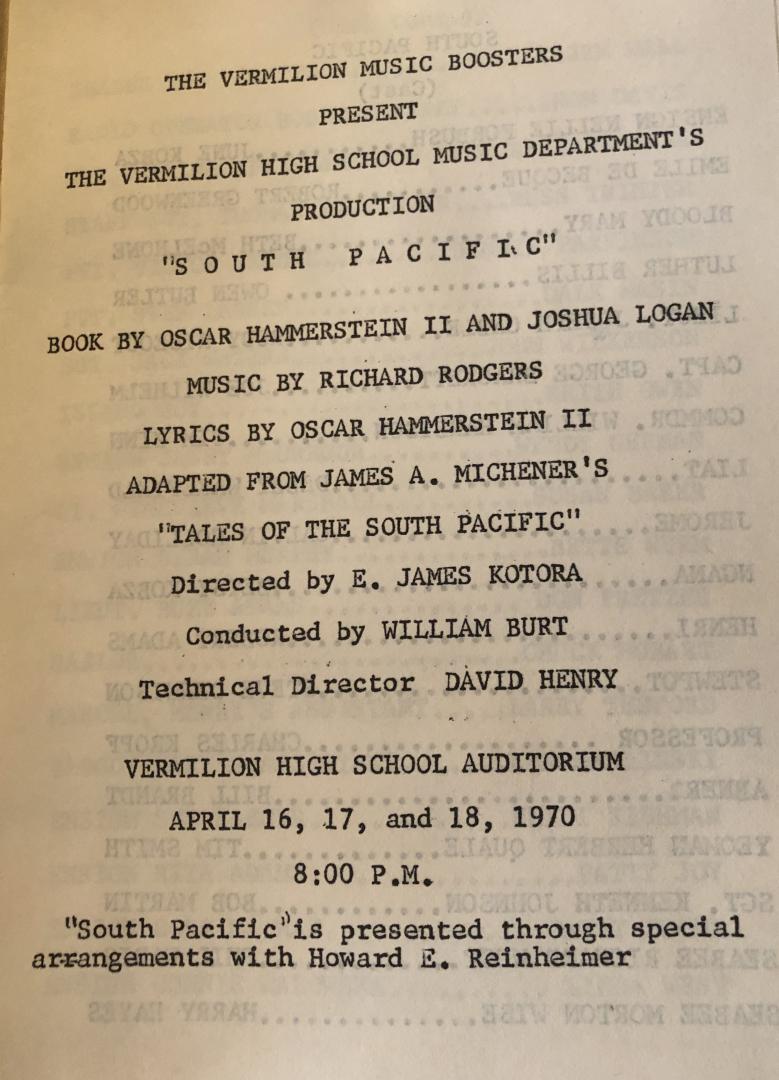 THE VERMILION MUSIC BOOSTERS
PRESENT
THE VERMILION HIGH SCHOOL MUSIC DEPARTMENT'S
PRODUCTION
"S O U T H   P A C I F I C"
BOOK BY OSCAR HAMMERSTEIN II AND JOSHUA LOGAN
MUSIC BY RICHARD RODGERS
LYRICS BY OSCAR HAMMERSTEIN II
ADAPTED FROM JAMES A. MICHENER'S
"TALES OF THE SOUTH PACIFIC"
Directed by E. JAMES KOTORA
Conducted by WILLIAM BURT
Technical Director DAVID HENRY
VERMILION HIGH SCHOOL AUDITORIUM
APRIL 16, 17, and 18, 1970
8:00 P.M.
"South Pacific"is presented through special
arrangements with Howard E. Reinheimer